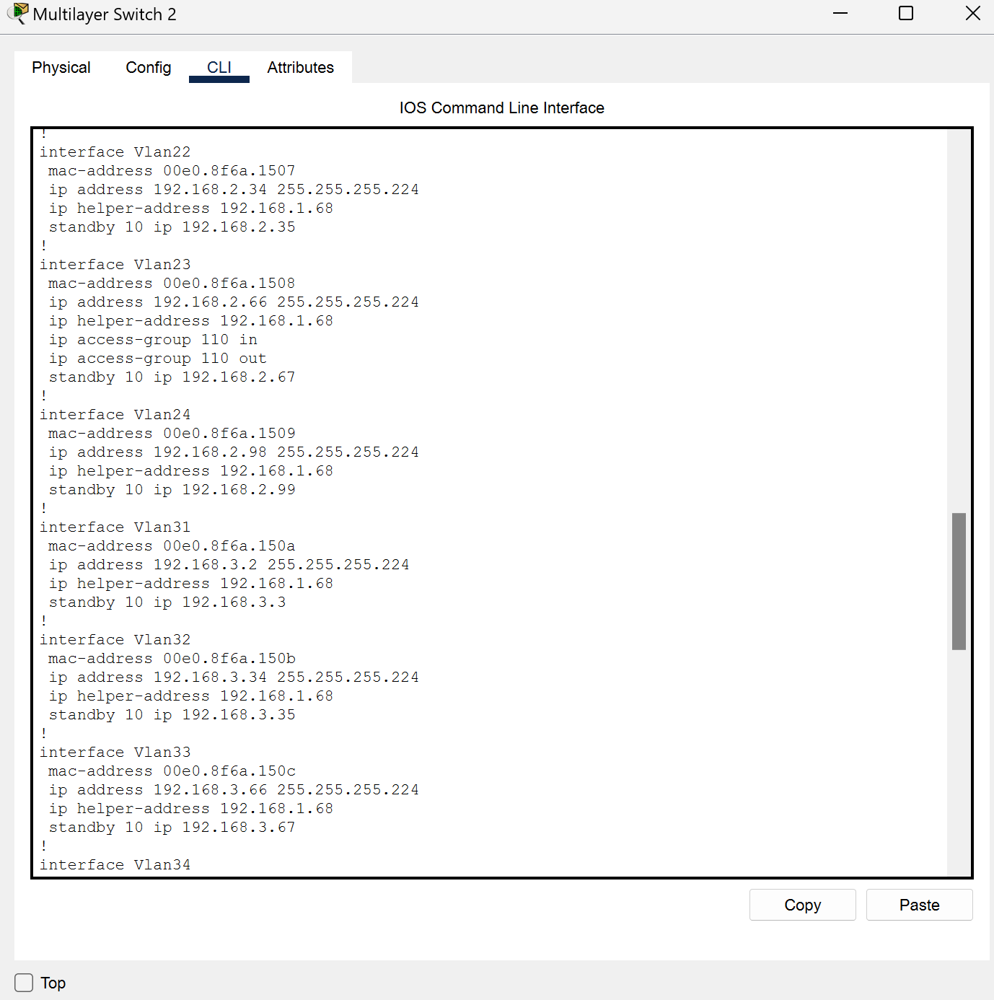 Multilayer Switch 2
Physical Config CLI Attributes
IOS Command Line Interface
!
interface Vlan22
 mac-address 00e0.8f6a.1507
 ip address 192.168.2.34 255.255.255.224
 ip helper-address 192.168.1.68
 standby 10 ip 192.168.2.35
!
interface Vlan23
 mac-address 00e0.8f6a.1508
 ip address 192.168.2.66 255.255.255.224
 ip helper-address 192.168.1.68
 ip access-group 110 in
 ip access-group 110 out
 standby 10 ip 192.168.2.67
!
interface Vlan24
 mac-address 00e0.8f6a.1509
 ip address 192.168.2.98 255.255.255.224
 ip helper-address 192.168.1.68
 standby 10 ip 192.168.2.99
!
interface Vlan31
 mac-address 00e0.8f6a.150a
 ip address 192.168.3.2 255.255.255.224
 ip helper-address 192.168.1.68
 standby 10 ip 192.168.3.3
!
interface Vlan32
 mac-address 00e0.8f6a.150b
 ip address 192.168.3.34 255.255.255.224
 ip helper-address 192.168.1.68
 standby 10 ip 192.168.3.35
!
interface Vlan33
 mac-address 00e0.8f6a.150c
 ip address 192.168.3.66 255.255.255.224
 ip helper-address 192.168.1.68
 standby 10 ip 192.168.3.67
!
interface Vlan34
Copy Paste
Top